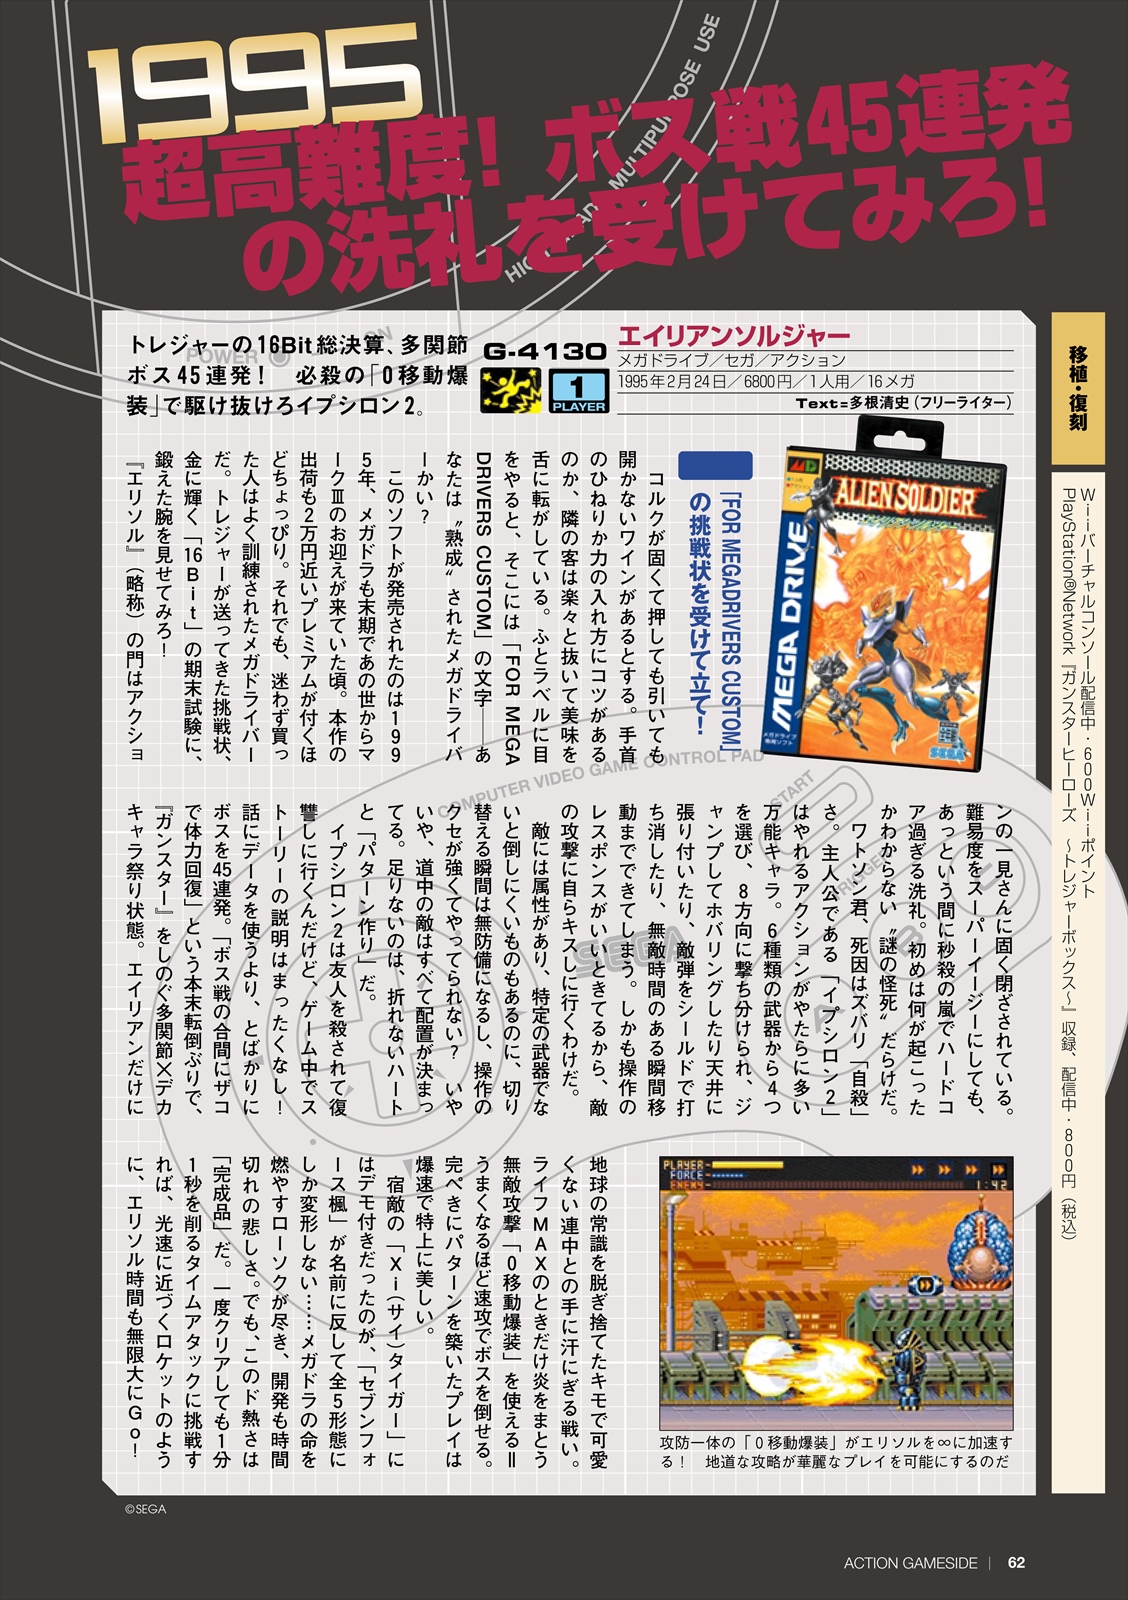 1995
超高難度！ ボス戦45連発
の洗礼を受けてみろ！
HIGH GRADE MULTIPURPOSE USE
POWER
ON
トレジャーの16Bit総決算、多関節
ボス45連発！　必殺の「０移動爆
装」で駆け抜けろイプシロン2。
G-4130
1
PLAYER
エイリアンソルジャー
メガドライブ／セガ／アクション
1995年2月24日／6800円／1人用／16メガ
Text=多根清史（フリーライター）
移植・復刻
Wiiバーチャルコンソール配信中・600Wiiポイント
PlayStation@Network『ガンスターヒーローズ　〜トレジャーボックス〜』収録、配信中・800円（税込）
MD
ALIEN SOLDIER
MEGA DRIVE
メガドライブ
専用ソフト
SEGA
「FOR MEGADRIVERS CUSTOM」
の挑戦状を受けて立て！
　コルクが固くて押しても引いても
開かないワインがあるとする。手首
のひねりか力の入れ方にコツがある
のか、隣の客は楽々と抜いて美味を
舌に転がしている。ふとラベルに目
をやると、そこには「FOR MEGA
DRIVERS CUSTOM」の文字――あ
なたは〝熟成〟されたメガドライバ
ーかい？
　このソフトが発売されたのは199
5年、メガドラも末期であの世からマ
ークⅢのお迎えが来ていた頃。本作の
出荷も2万円近いプレミアムが付くほ
どちょっぴり。それでも、迷わず買っ
た人はよく訓練されたメガドライバー
だ。トレジャーが送ってきた挑戦状、
金に輝く「16Bit」の期末試験に、
鍛えた腕を見せてみろ！
『エリソル』（略称）の門はアクショ
ンの一見さんに固く閉ざされている。
難易度をスーパーイージーにしても、
あっという間に秒殺の嵐でハードコ
ア過ぎる洗礼。初めは何が起こった
かわからない〝謎の怪死〟だらけだ。
　ワトソン君、死因はズバリ「自殺」
さ。主人公である「イプシロン2」
はやれるアクションがやたらに多い
万能キャラ。6種類の武器から4つ
を選び、8方向に撃ち分けられ、ジ
ャンプしてホバリングしたり天井に
張り付いたり、敵弾をシールドで打
ち消したり、無敵時間のある瞬間移
動までできてしまう。しかも操作の
レスポンスがいいときてるから、敵
の攻撃に自らキスしに行くわけだ。
　敵には属性があり、特定の武器でな
いと倒しにくいものもあるのに、切り
替える瞬間は無防備になるし、操作の
クセが強くてやってられない？　いや
いや、道中の敵はすべて配置が決まっ
てる。足りないのは、折れないハート
と「パターン作り」だ。
　イプシロン2は友人を殺されて復
讐しに行くんだけど、ゲーム中でス
トーリーの説明はまったくなし！
話にデータを使うより、とばかりに
ボスを45連発。「ボス戦の合間にザコ
で体力回復」という本末転倒ぶりで、
『ガンスター』をしのぐ多関節×デカ
キャラ祭り状態。エイリアンだけに
COMPUTER VIDEO GAME CONTROL PAD
START
TRIGGER
A
B
C
SEGA
地球の常識を脱ぎ捨てたキモで可愛
くない連中との手に汗にぎる戦い。
ライフMAXのときだけ炎をまとう
無敵攻撃「０移動爆装」を使える＝
うまくなるほど速攻でボスを倒せる。
完ぺきにパターンを築いたプレイは
爆速で特上に美しい。
　宿敵の「Xi（サイ）タイガー」に
はデモ付きだったのが、「セブンフォ
ース楓」が名前に反して全5形態に
しか変形しない……メガドラの命を
燃やすローソクが尽き、開発も時間
切れの悲しさ。でも、このド熱さは
「完成品」だ。一度クリアしても1分
1秒を削るタイムアタックに挑戦す
れば、光速に近づくロケットのよう
に、エリソル時間も無限大にGo！
PLAYER-
FORCE-
ENEMY-
1:42
攻防一体の「０移動爆装」がエリソルを∞に加速す
る！　地道な攻略が華麗なプレイを可能にするのだ
©SEGA
ACTION GAMESIDE | 62